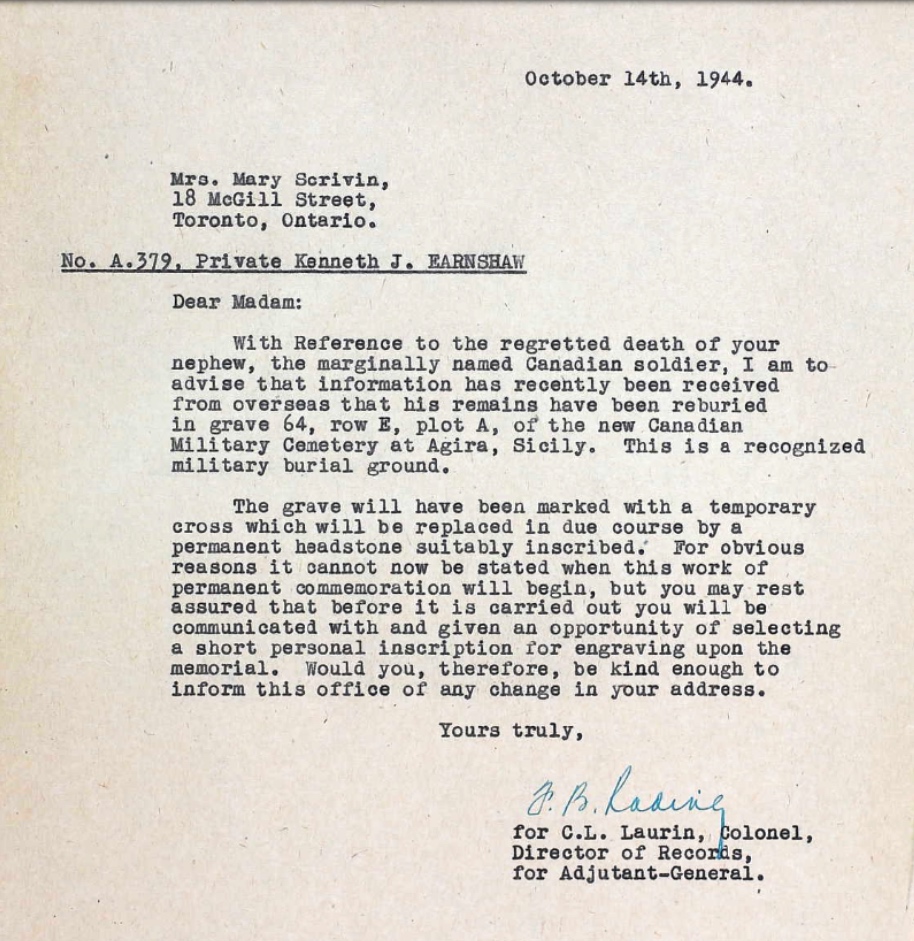 October 14th, 1944.
Mrs. Mary Scrivin,
18 McGill Street,
Toronto, Ontario.
No. A.379, Private Kenneth J. EARNSHAW
Dear Madam:
With Reference to the regretted death of your
nephew, the marginally named Canadian soldier, I am to
advise that information has recently been received
from overseas that his remains have been reburied
in grave 64, row E, plot A, of the new Canadian
Military Cemetery at Agira, Sicily. This is a recognized
military burial ground.
The grave will have been marked with a temporary
cross which will be replaced in due course by a
permanent headstone suitably inscribed. For obvious
reasons it cannot now be stated when this work of
permanent commemoration will begin, but you may rest
assured that before it is carried out you will be
communicated with and given an opportunity of selecting
a short personal inscription for engraving upon the
memorial. Would you, therefore, be kind enough to
inform this office of any change in your address.
Yours truly,
F. B.
for C.L. Laurin, Colonel,
Director of Records,
for Adjutant-General.